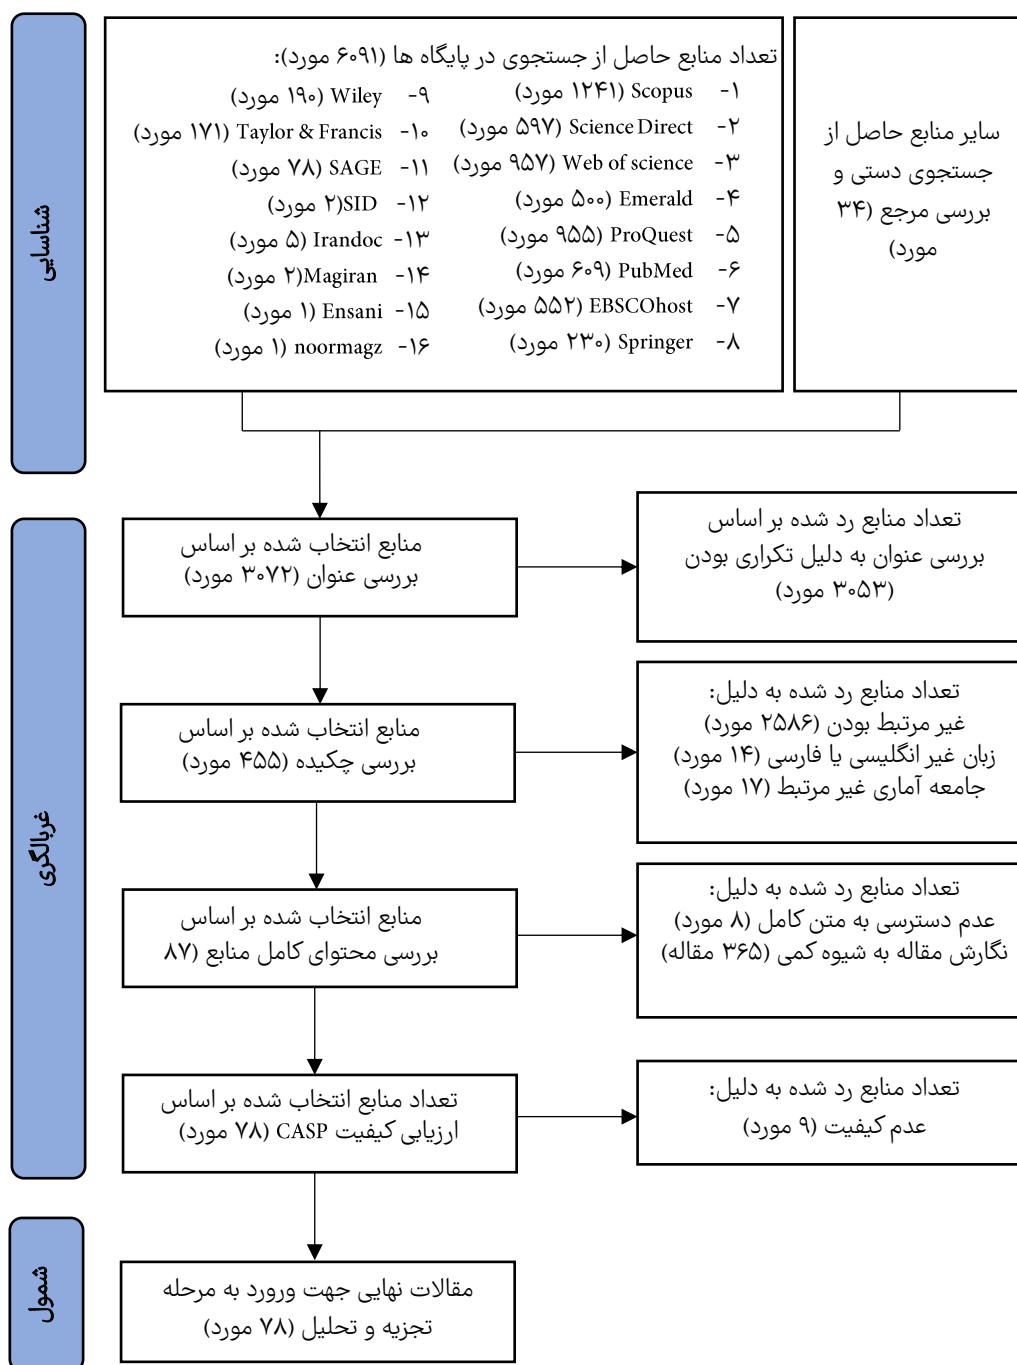 شناسایی
تعداد منابع حاصل از جستجوی در پایگاه ها (۶۰۹۱ مورد):
۱- Scopus (۱۲۴۱ مورد)
۲- Science Direct (۵۹۷ مورد)
۳- Web of science (۹۵۷ مورد)
۴- Emerald (۵۰۰ مورد)
۵- ProQuest (۹۵۵ مورد)
۶- PubMed (۶۰۹ مورد)
۷- EBSCOhost (۵۵۲ مورد)
۸- Springer (۲۳۰ مورد)
۹- Wiley (۱۹۰ مورد)
۱۰- Taylor & Francis (۱۷۱ مورد)
۱۱- SAGE (۷۸ مورد)
۱۲- SID(۲ مورد)
۱۳- Irandoc (۵ مورد)
۱۴- Magiran(۲ مورد)
۱۵- Ensani (۱ مورد)
۱۶- noormagz (۱ مورد)
سایر منابع حاصل از
جستجوی دستی و
بررسی مرجع (۳۴
مورد)
غربالگری
منابع انتخاب شده بر اساس
بررسی عنوان (۳۰۷۲ مورد)
تعداد منابع رد شده بر اساس
بررسی عنوان به دلیل تکراری بودن
(۳۰۵۳ مورد)
منابع انتخاب شده بر اساس
بررسی چکیده (۴۵۵ مورد)
تعداد منابع رد شده به دلیل:
غیر مرتبط بودن (۲۵۸۶ مورد)
زبان غیر انگلیسی یا فارسی (۱۴ مورد)
جامعه آماری غیر مرتبط (۱۷ مورد)
منابع انتخاب شده بر اساس
بررسی محتوای کامل منابع (۸۷
تعداد منابع رد شده به دلیل:
عدم دسترسی به متن کامل (۸ مورد)
نگارش مقاله به شیوه کمی (۳۶۵ مقاله)
تعداد منابع انتخاب شده بر اساس
ارزیابی کیفیت CASP (۷۸ مورد)
تعداد منابع رد شده به دلیل:
عدم کیفیت (۹ مورد)
شمول
مقالات نهایی جهت ورورد به مرحله
تجزیه و تحلیل (۷۸ مورد)